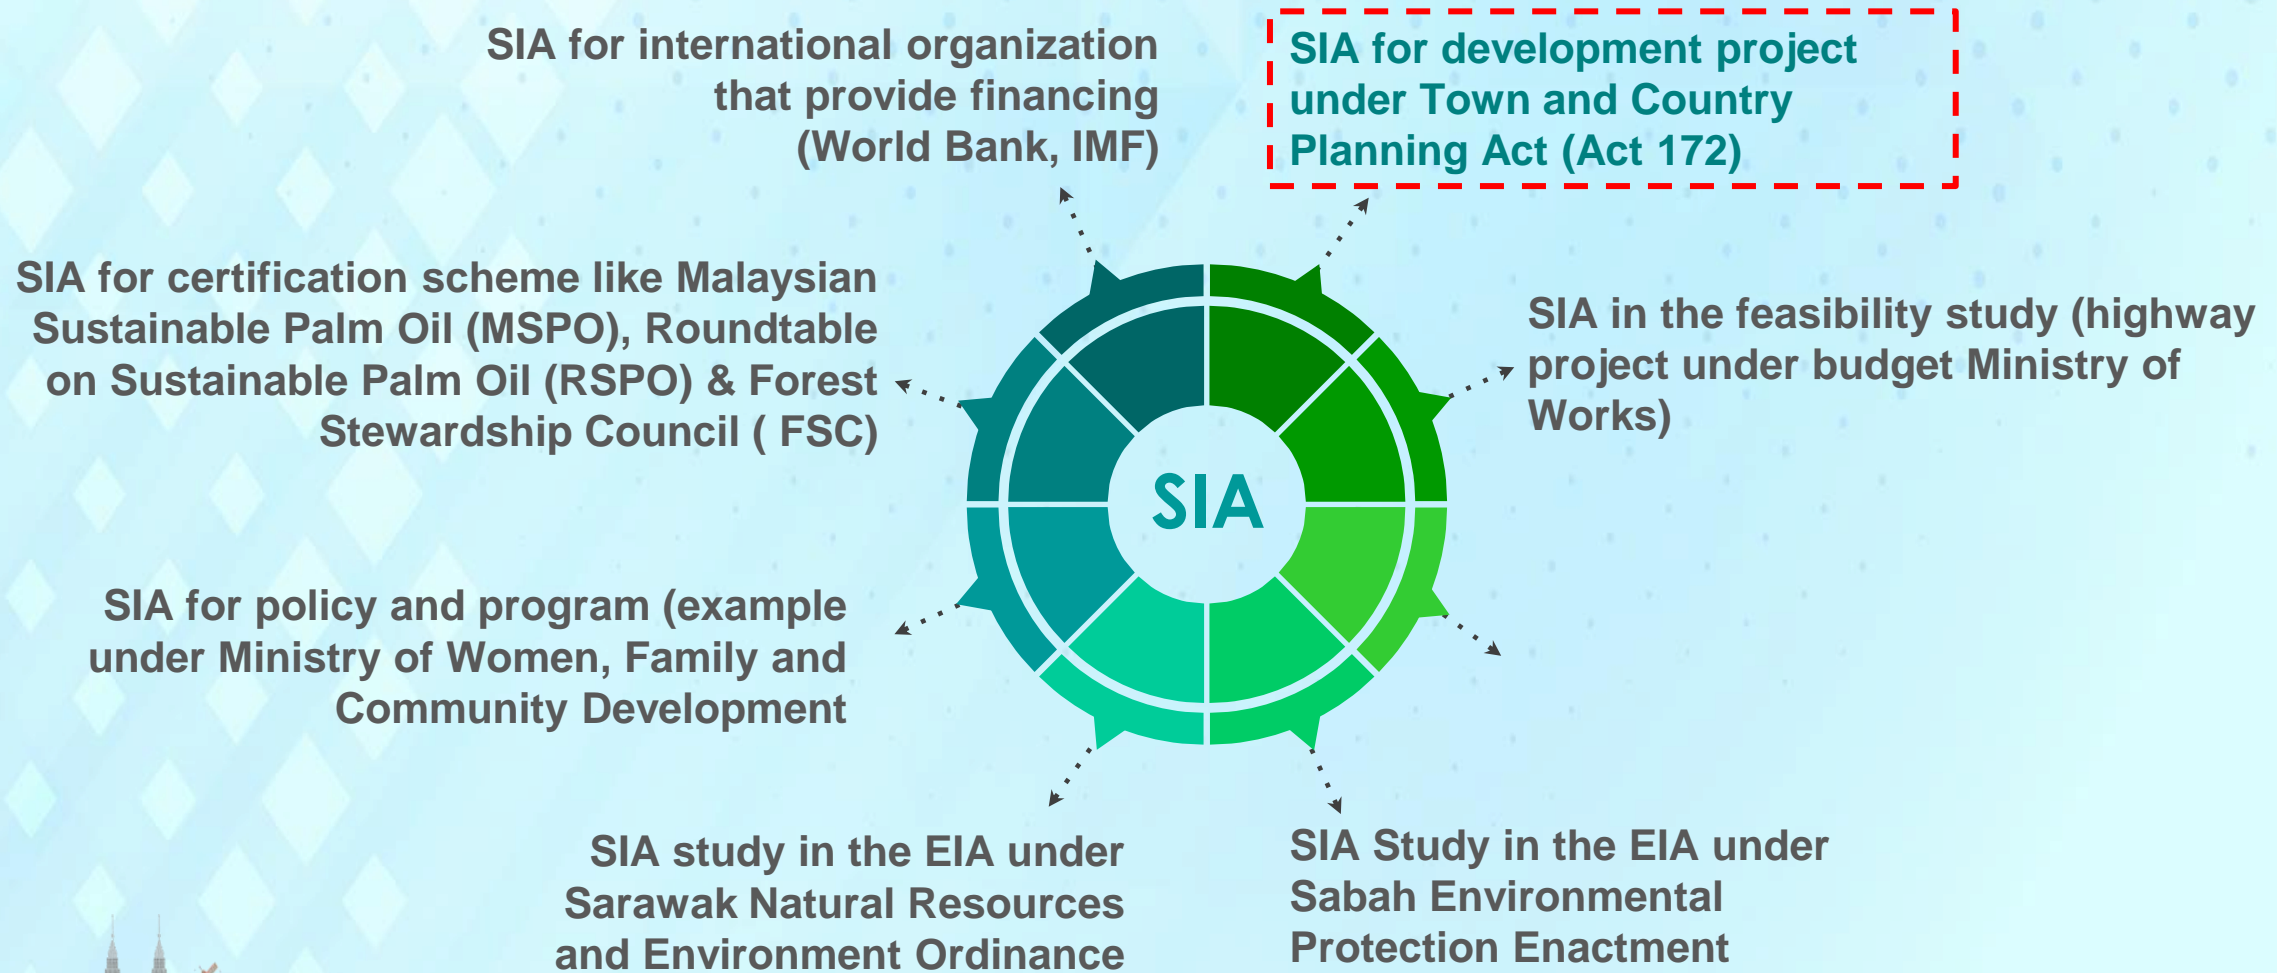 SIA for international organization
that provide financing
(World Bank, IMF)
SIA for development project
under Town and Country
Planning Act (Act 172)
SIA for certification scheme like Malaysian
Sustainable Palm Oil (MSPO), Roundtable
on Sustainable Palm Oil (RSPO) & Forest
Stewardship Council ( FSC)
SIA in the feasibility study (highway
project under budget Ministry of
Works)
SIA
SIA for policy and program (example
under Ministry of Women, Family and
Community Development
SIA study in the EIA under
Sarawak Natural Resources
and Environment Ordinance
SIA Study in the EIA under
Sabah Environmental
Protection Enactment